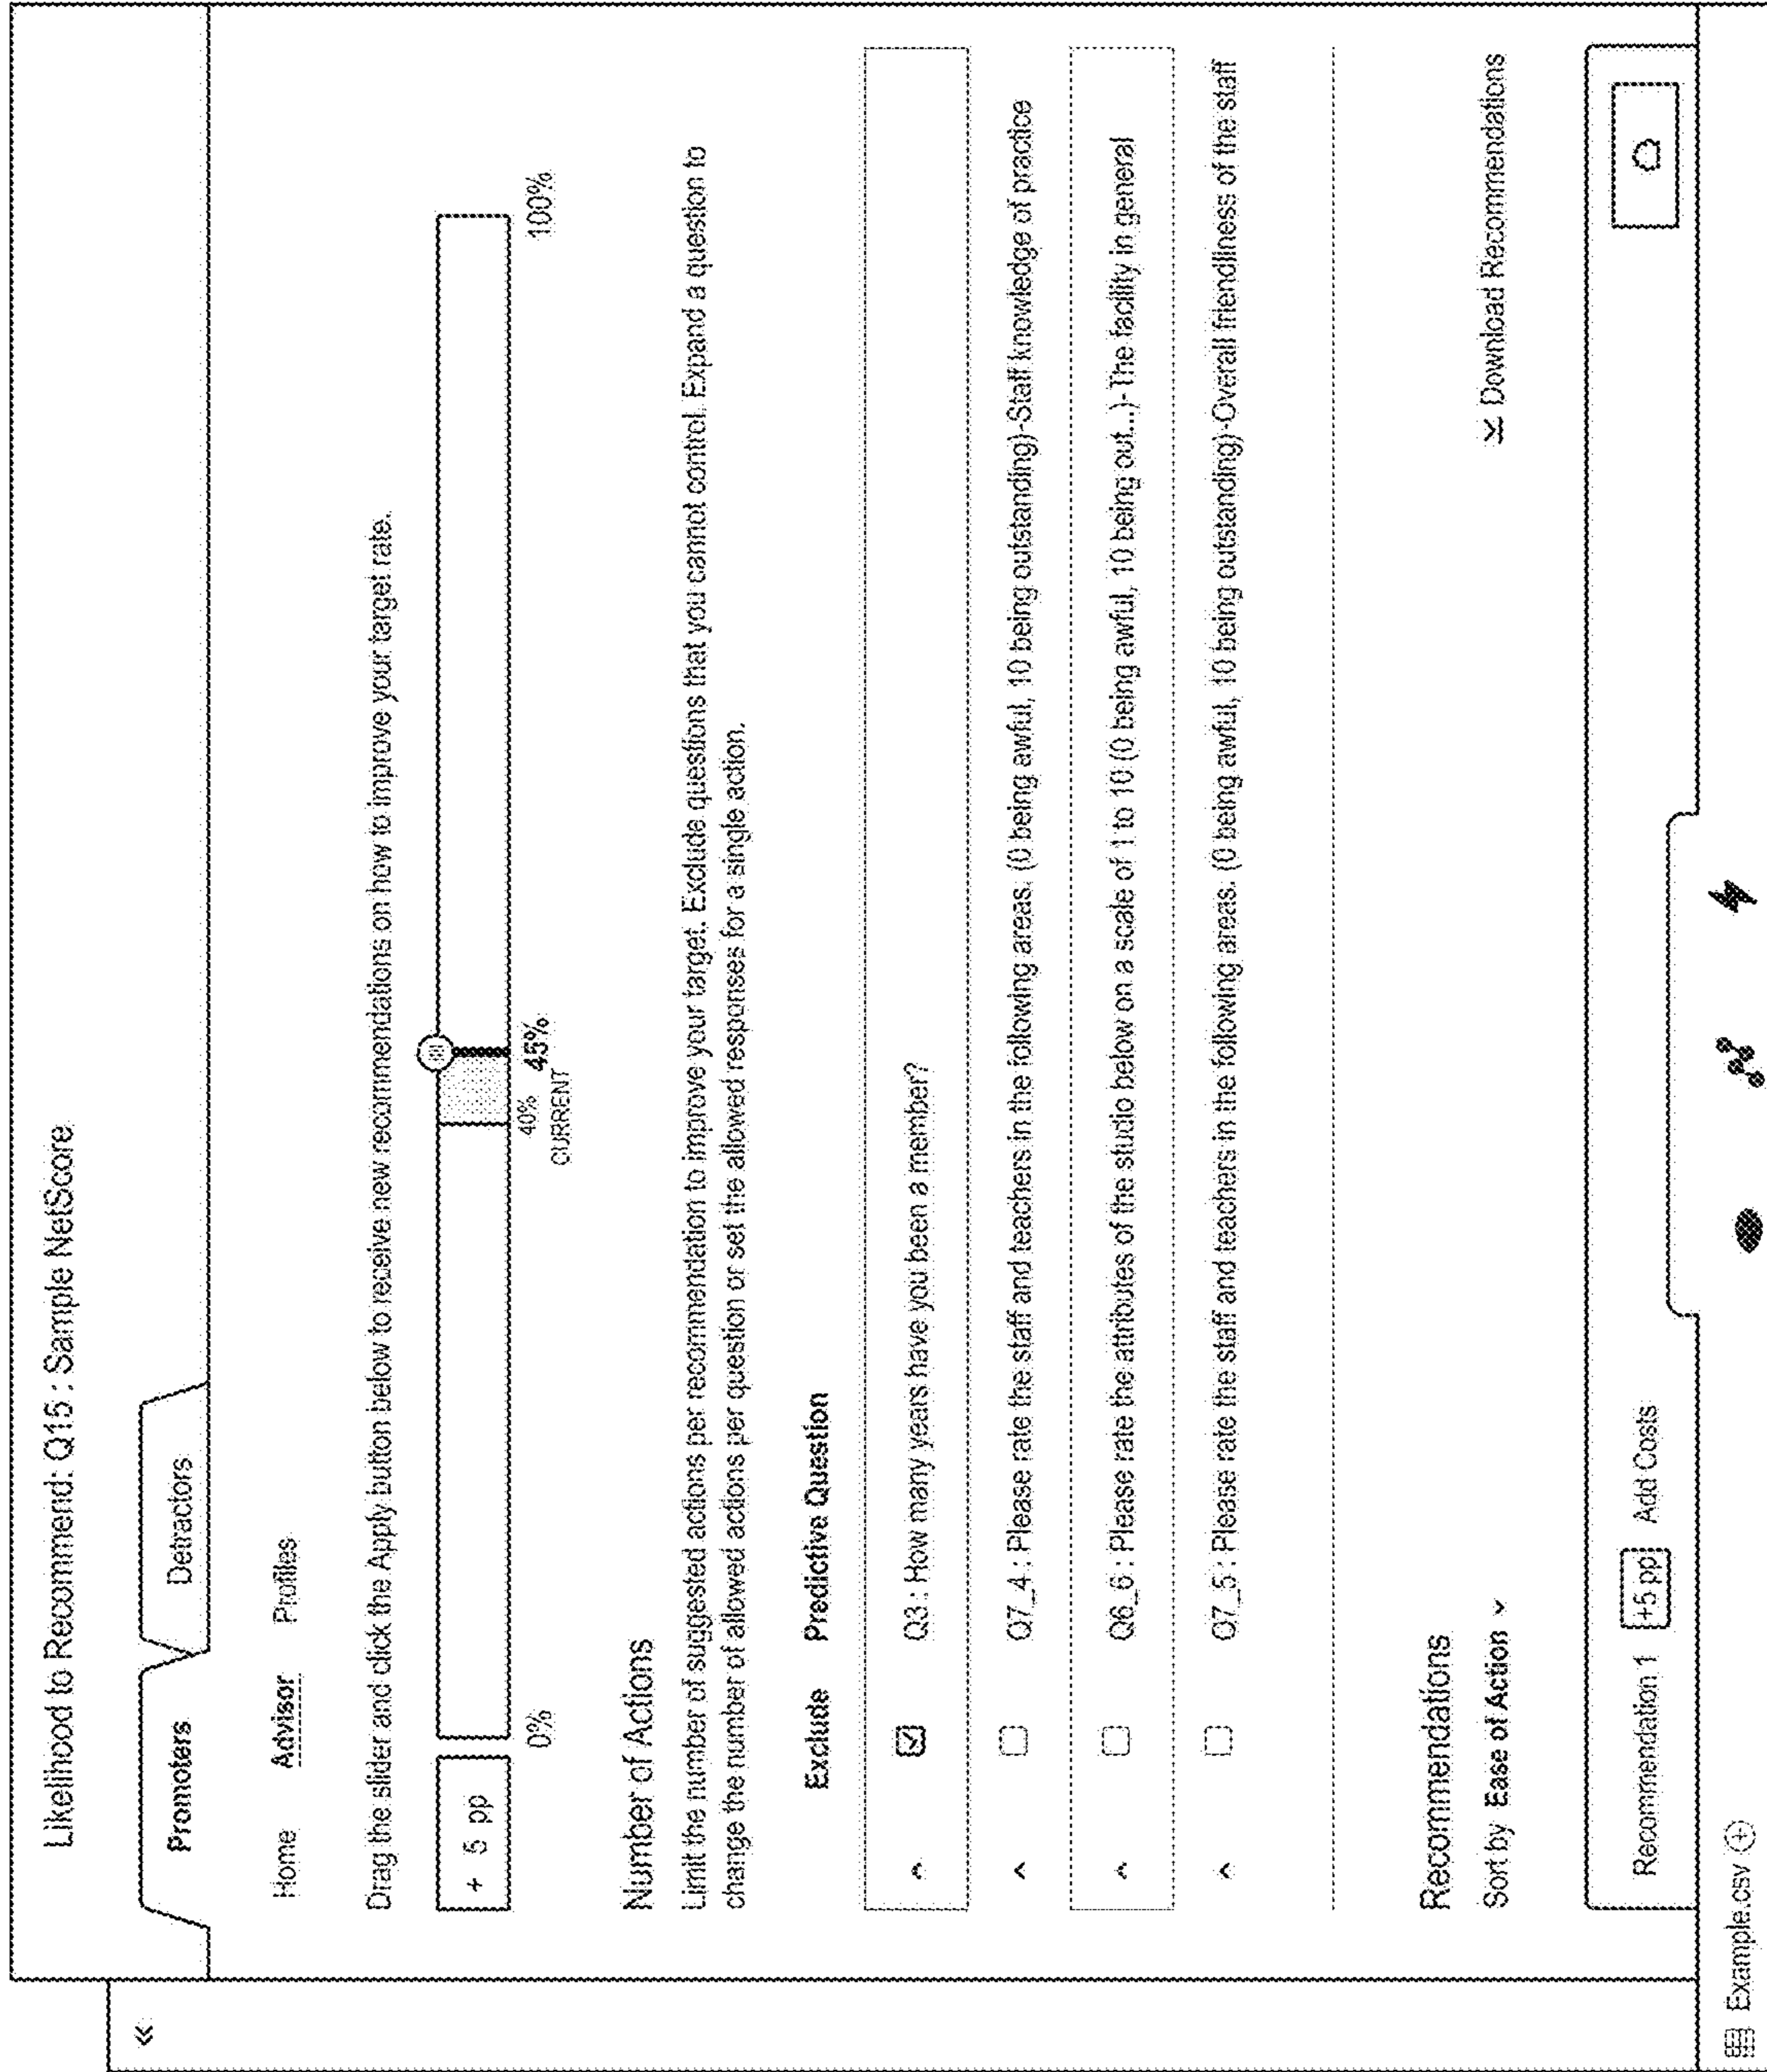 Likelihood to Recommend: Q15 : Sample NetScore
Promoters Detractors
Home Advisor Profiles
Drag the slider and click the Apply button below to receive new recommendations on how to improve your target rate.
+ 5 pp
0% 40% 45% 100%
CURRENT
Number of Actions
Limit the number of suggested actions per recommendation to improve your target. Exclude questions that you cannot control. Expand a question to
change the number of allowed actions per question or set the allowed responses for a single action.
Exclude Predictive Question
Q3 : How many years have you been a member?
Q7_4 : Please rate the staff and teachers in the following areas: (0 being awful, 10 being outstanding)-Staff knowledge of practice
Q6_6 : Please rate the attributes of the studio below on a scale of 1 to 10 (0 being awful, 10 being out...)-The facility in general
Q7_5 : Please rate the staff and teachers in the following areas. (0 being awful, 10 being outstanding)-Overall friendliness of the staff
Recommendations
Sort by Ease of Action
Download Recommendations
Recommendation 1 +5 pp Add Costs
Example.csv